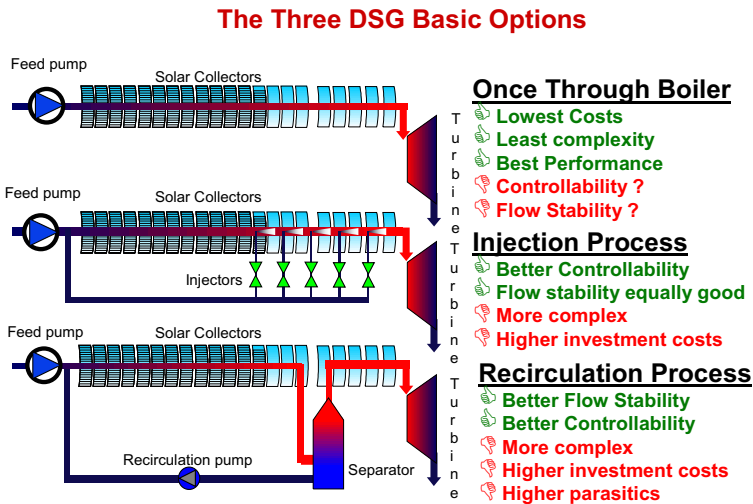 The Three DSG Basic Options
Feed pump
Solar Collectors
Turbine
Once Through Boiler
Lowest Costs
Least complexity
Best Performance
Controllability ?
Flow Stability ?
Feed pump
Solar Collectors
Injectors
Turbine
Injection Process
Better Controllability
Flow stability equally good
More complex
Higher investment costs
Feed pump
Solar Collectors
Recirculation pump
Separator
Turbine
Recirculation Process
Better Flow Stability
Better Controllability
More complex
Higher investment costs
Higher parasitics